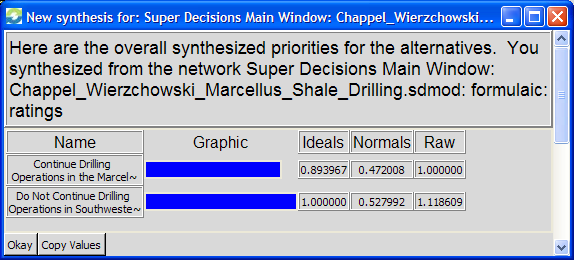 New synthesis for: Super Decisions Main Window: Chappel_Wierzchowski...
Here are the overall synthesized priorities for the alternatives. You
synthesized from the network Super Decisions Main Window:
Chappel_Wierzchowski_Marcellus_Shale_Drilling.sdmod: formulaic:
ratings
Name Graphic Ideals Normals Raw
Continue Drilling
Operations in the Marcel~ 0.893967 0.472008 1.000000
Do Not Continue Drilling
Operations in Southweste~ 1.000000 0.527992 1.118609
Okay Copy Values